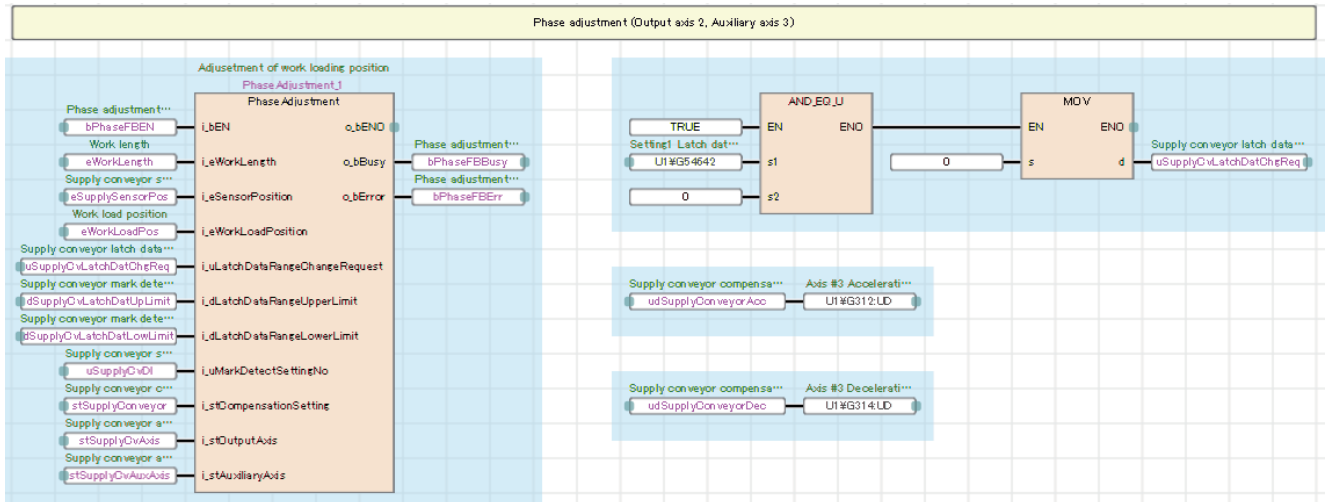 Phase adjustment (Output axis 2, Auxiliary axis 3)
Adjusetment of work loading position
PhaseAdjustment_1
PhaseAdjustment
Phase adjustment…
bPhaseFBEN
i_bEN
o_bENO
Work length
eWorkLength
i_eWorkLength
o_bBusy
Phase adjustment…
bPhaseFBBusy
Supply conveyor s…
eSupplySensorPos
i_eSensorPosition
o_bError
Phase adjustment…
bPhaseFBErr
Work load position
eWorkLoadPos
i_eWorkLoadPosition
Supply conveyor latch data…
uSupplyCvLatchDatChgReq
i_uLatchDataRangeChangeRequest
Supply conveyor mark dete…
dSupplyCvLatchDatUpLimit
i_dLatchDataRangeUpperLimit
Supply conveyor mark dete…
dSupplyCvLatchDatLowLimit
i_dLatchDataRangeLowerLimit
Supply conveyor s…
uSupplyCvDI
i_uMarkDetectSettingNo
Supply conveyor c…
stSupplyConveyor
i_stCompensationSetting
Supply conveyor a…
stSupplyCvAxis
i_stOutputAxis
Supply conveyor a…
stSupplyCvAuxAxis
i_stAuxiliaryAxis
AND_EQ_U
TRUE
EN
ENO
Setting1 Latch dat…
U1¥G54642
s1
0
s2
MOV
EN
ENO
0
s
d
Supply conveyor latch data…
uSupplyCvLatchDatChgReq
Supply conveyor compensa…
udSupplyConveyorAcc
Axis #3 Accelerati…
U1¥G312:UD
Supply conveyor compensa…
udSupplyConveyorDec
Axis #3 Decelerati…
U1¥G314:UD